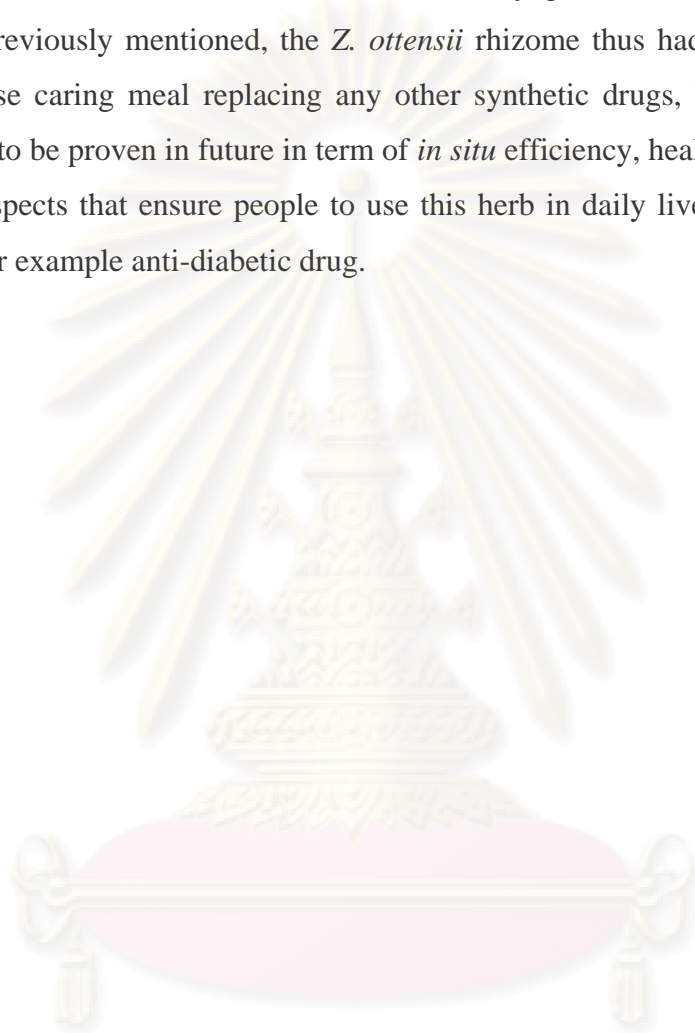 reviously mentioned, the Z. ottensii rhizome thus had
se caring meal replacing any other synthetic drugs,
to be proven in future in term of in situ efficiency, heal
spects that ensure people to use this herb in daily live
r example anti-diabetic drug.